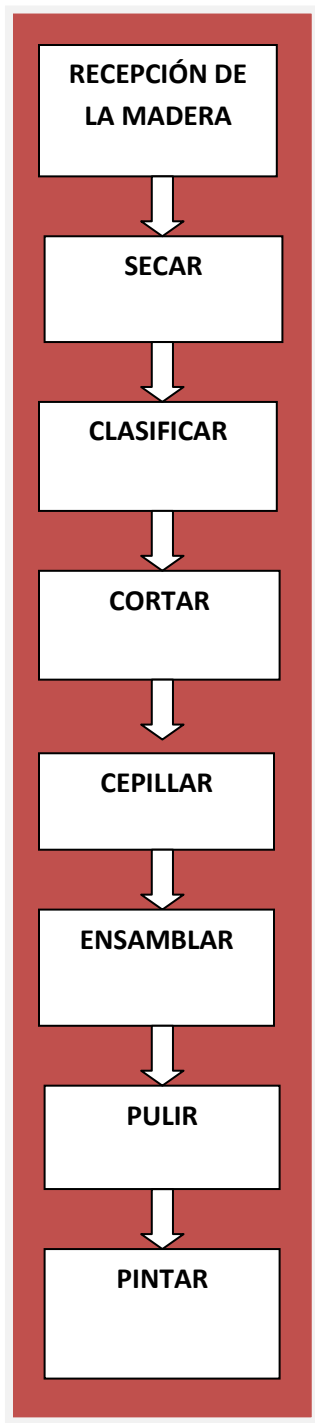 RECEPCIÓN DE
LA MADERA
SECAR
CLASIFICAR
CORTAR
CEPILLAR
ENSAMBLAR
PULIR
PINTAR